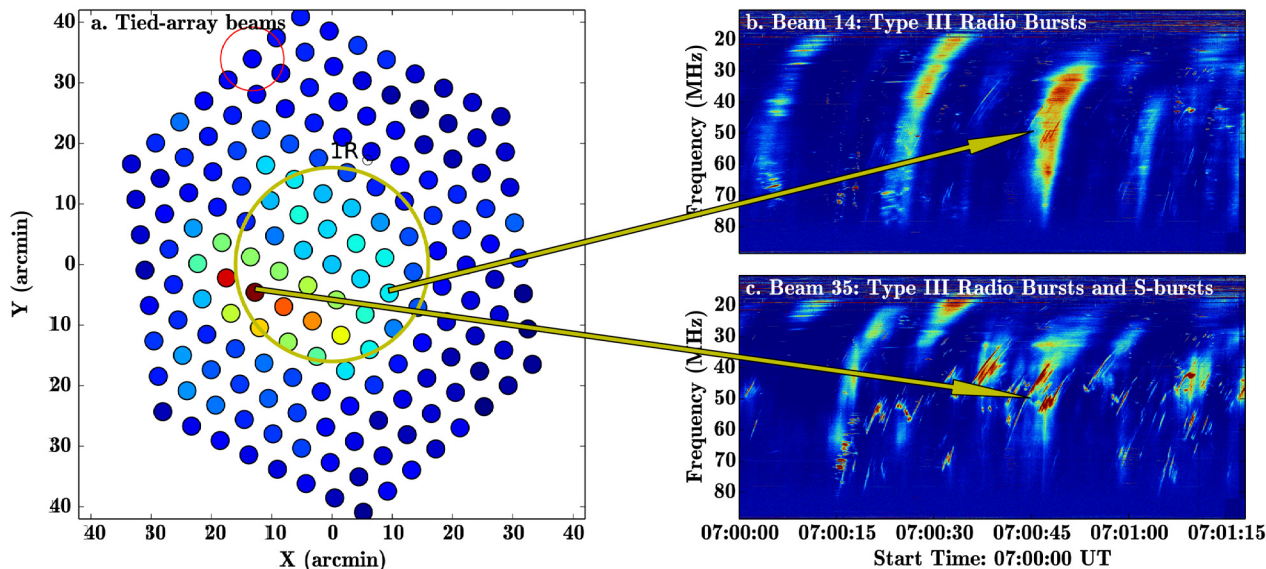 a. Tied-array beams
1R☉
Y (arcmin)
40
30
20
10
0
10
20
30
40
40 30 20 10 0 10 20 30 40
X (arcmin)
b. Beam 14: Type III Radio Bursts
Frequency (MHz)
20
30
40
50
60
70
80
c. Beam 35: Type III Radio Bursts and S-bursts
Frequency (MHz)
20
30
40
50
60
70
80
07:00:00 07:00:15 07:00:30 07:00:45 07:01:00 07:01:15
Start Time: 07:00:00 UT